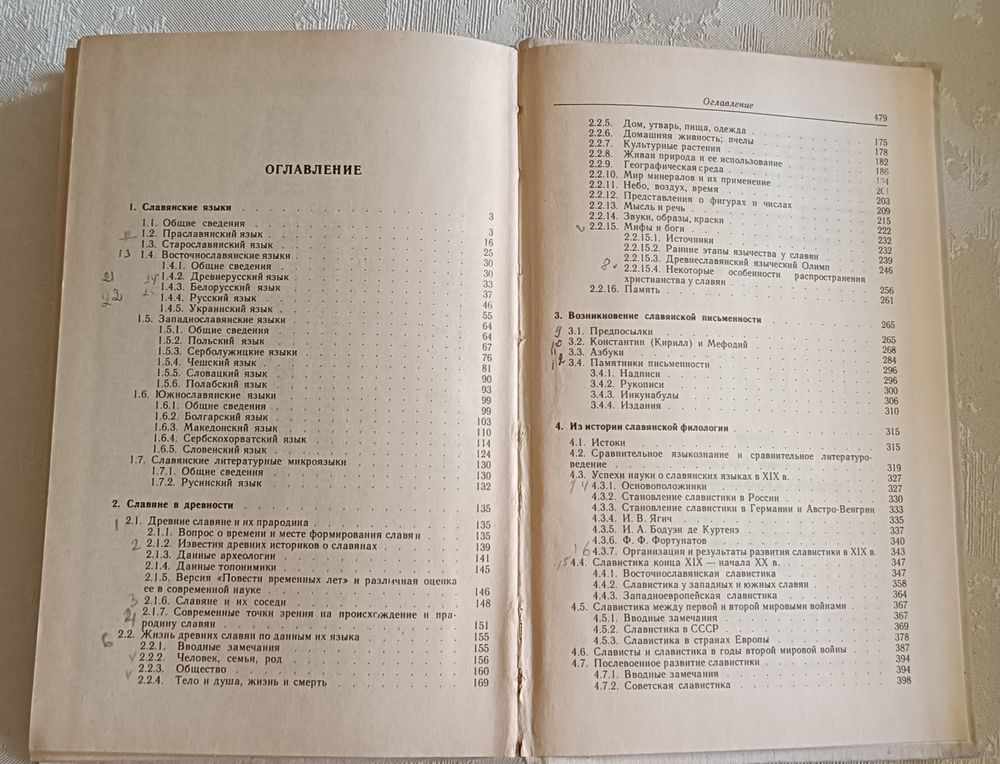 ОГЛАВЛЕНИЕ
1. Славянские языки 3
1.1. Общие сведения 3
1.2. Праславянский язык 16
1.3. Старославянский язык 25
13 1.4. Восточнославянские языки 30
1.4.1. Общие сведения 30
21 1.4.2. Древнерусский язык 33
1.4.3. Белорусский язык 37
22 1.4.4. Русский язык 46
1.4.5. Украинский язык 55
1.5. Западнославянские языки 64
1.5.1. Общие сведения 64
1.5.2. Польский язык 67
1.5.3. Серболужицкие языки 76
1.5.4. Чешский язык 81
1.5.5. Словацкий язык 90
1.5.6. Полабский язык 93
1.6. Южнославянские языки 99
1.6.1. Общие сведения 99
1.6.2. Болгарский язык 103
1.6.3. Македонский язык 110
1.6.4. Сербскохорватский язык 114
1.6.5. Словенский язык 124
1.7. Славянские литературные микроязыки 130
1.7.1. Общие сведения 130
1.7.2. Русинский язык 132
2. Славяне в древности 135
1 2.1. Древние славяне и их прародина 135
2.1.1. Вопрос о времени и месте формирования славян 135
2 2.1.2. Известия древних историков о славянах 139
2.1.3. Данные археологии 141
2.1.4. Данные топонимики 145
2.1.5. Версия «Повести временных лет» и различная оценка
ее в современной науке 146
3 2.1.6. Славяне и их соседи 148
4 2.1.7. Современные точки зрения на происхождение и пра-
родину славян 151
6 2.2. Жизнь древних славян по данным их языка 155
2.2.1. Вводные замечания 155
2.2.2. Человек, семья, род 156
2.2.3. Общество 160
2.2.4. Тело и душа, жизнь и смерть 169
Оглавление 479
2.2.5. Дом, утварь, пища, одежда 175
2.2.6. Домашняя живность; пчелы 178
2.2.7. Культурные растения 182
2.2.8. Живая природа и ее использование 186
2.2.9. Географическая среда 194
2.2.10. Мир минералов и их применение 201
2.2.11. Небо, воздух, время 203
2.2.12. Представления о фигурах и числах 209
2.2.13. Мысль и речь 215
2.2.14. Звуки, образы, краски 222
2.2.15. Мифы и боги 232
2.2.15.1. Источники 232
2.2.15.2. Ранние этапы язычества у славян 239
2.2.15.3. Древнеславянский языческий Олимп 246
8 2.2.15.4. Некоторые особенности распространения
христианства у славян 256
2.2.16. Память 261
3. Возникновение славянской письменности 265
9 3.1. Предпосылки 265
10 3.2. Константин (Кирилл) и Мефодий 268
11 3.3. Азбуки 284
12 3.4. Памятники письменности 296
3.4.1. Надписи 296
3.4.2. Рукописи 300
3.4.3. Инкунабулы 306
3.4.4. Издания 310
4. Из истории славянской филологии 315
4.1. Истоки 315
4.2. Сравнительное языкознание и сравнительное литературо-
ведение 319
4.3. Успехи науки о славянских языках в XIX в. 327
14 4.3.1. Основоположники 327
4.3.2. Становление славистики в России 330
4.3.3. Становление славистики в Германии и Австро-Венгрии 333
4.3.4. И. В. Ягич 335
4.3.5. И. А. Бодуэн де Куртенэ 337
4.3.6. Ф. Ф. Фортунатов 340
16 4.3.7. Организация и результаты развития славистики в XIX в. 343
15 4.4. Славистика конца XIX — начала XX в. 347
4.4.1. Восточнославянская славистика 347
4.4.2. Славистика у западных и южных славян 358
4.4.3. Западноевропейская славистика 364
4.5. Славистика между первой и второй мировыми войнами 367
4.5.1. Вводные замечания 367
4.5.2. Славистика в СССР 369
4.5.3. Славистика в странах Европы 378
4.6. Слависты и славистика в годы второй мировой войны 387
4.7. Послевоенное развитие славистики 394
4.7.1. Вводные замечания 394
4.7.2. Советская славистика 398